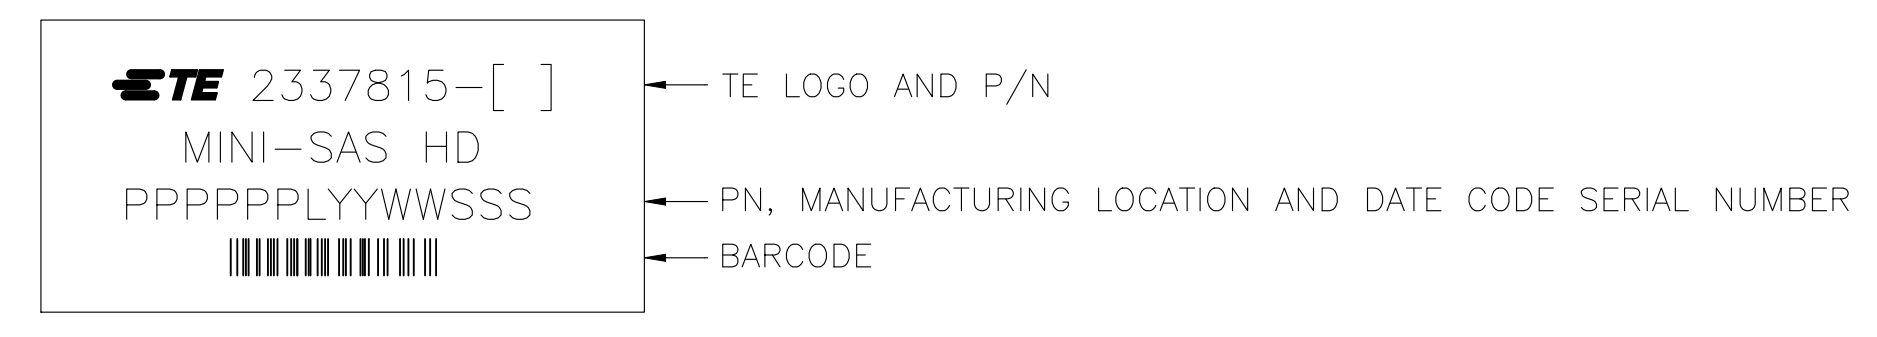 TE 2337815-[ ] TE LOGO AND P/N
MINI-SAS HD
PPPPPPLYYWWSSS PN, MANUFACTURING LOCATION AND DATE CODE SERIAL NUMBER
BARCODE